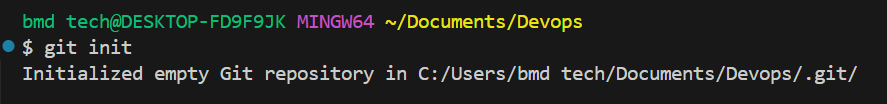 bmd tech@DESKTOP-FD9F9JK MINGW64 ~/Documents/Devops
$ git init
Initialized empty Git repository in C:/Users/bmd tech/Documents/Devops/.git/